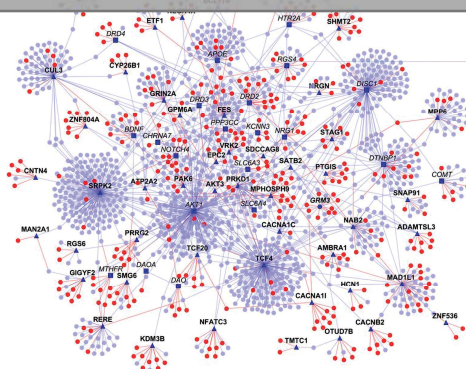 HTR2A
DRD4
ETF1
SHMT2
APOE
CUL3
CYP26B1
RGS4
DISC1
GRIN2A
NRGN
DRD3
DRD2
GPM6A
FES
MPP6
ZNF804A
BDNF
PPP3CC
KCNN3
NRG1
STAG1
CHRNA7
VRK2
NOTCH4
EPC2
SDCCAG8
SATB2
DTNBP1
CNTN4
SLC6A3
PTGIS
COMT
SRPK2
ATP2A2
PAK6
AKT3
PRKD1
MPHOSPH9
SNAP91
AKT1
SLC6A4
GRM3
MAN2A1
PRRG2
CACNA1C
NAB2
ADAMTSL3
RGS6
TCF20
AMBRA1
GIGYF2
MTHFR
DAOA
SMG6
DAO
TCF4
HCN1
MAD1L1
CACNA1I
RERE
NFATC3
CACNB2
ZNF536
KDM3B
TMTC1
OTUD7B